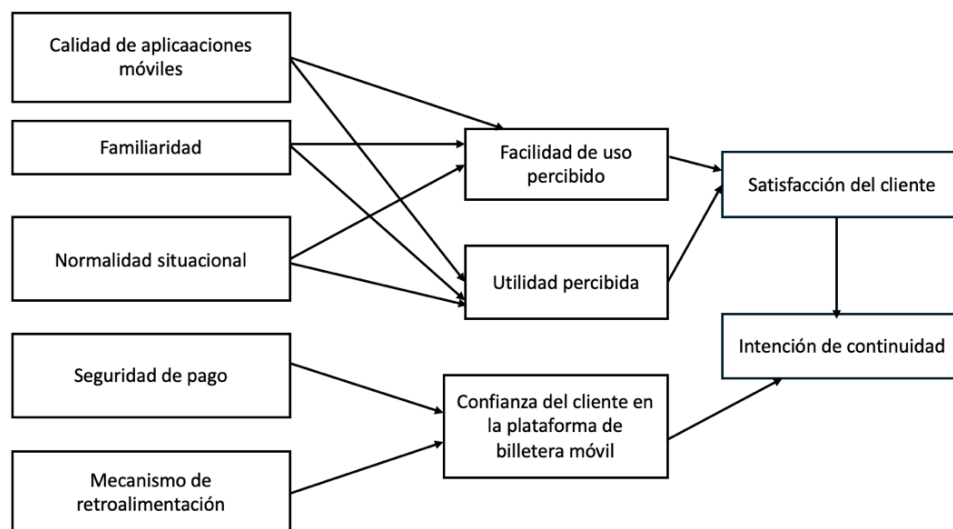 Calidad de aplicaaciones
móviles
Familiaridad
Normalidad situacional
Seguridad de pago
Mecanismo de
retroalimentación
Facilidad de uso
percibido
Utilidad percibida
Confianza del cliente en
la plataforma de
billetera móvil
Satisfacción del cliente
Intención de continuidad